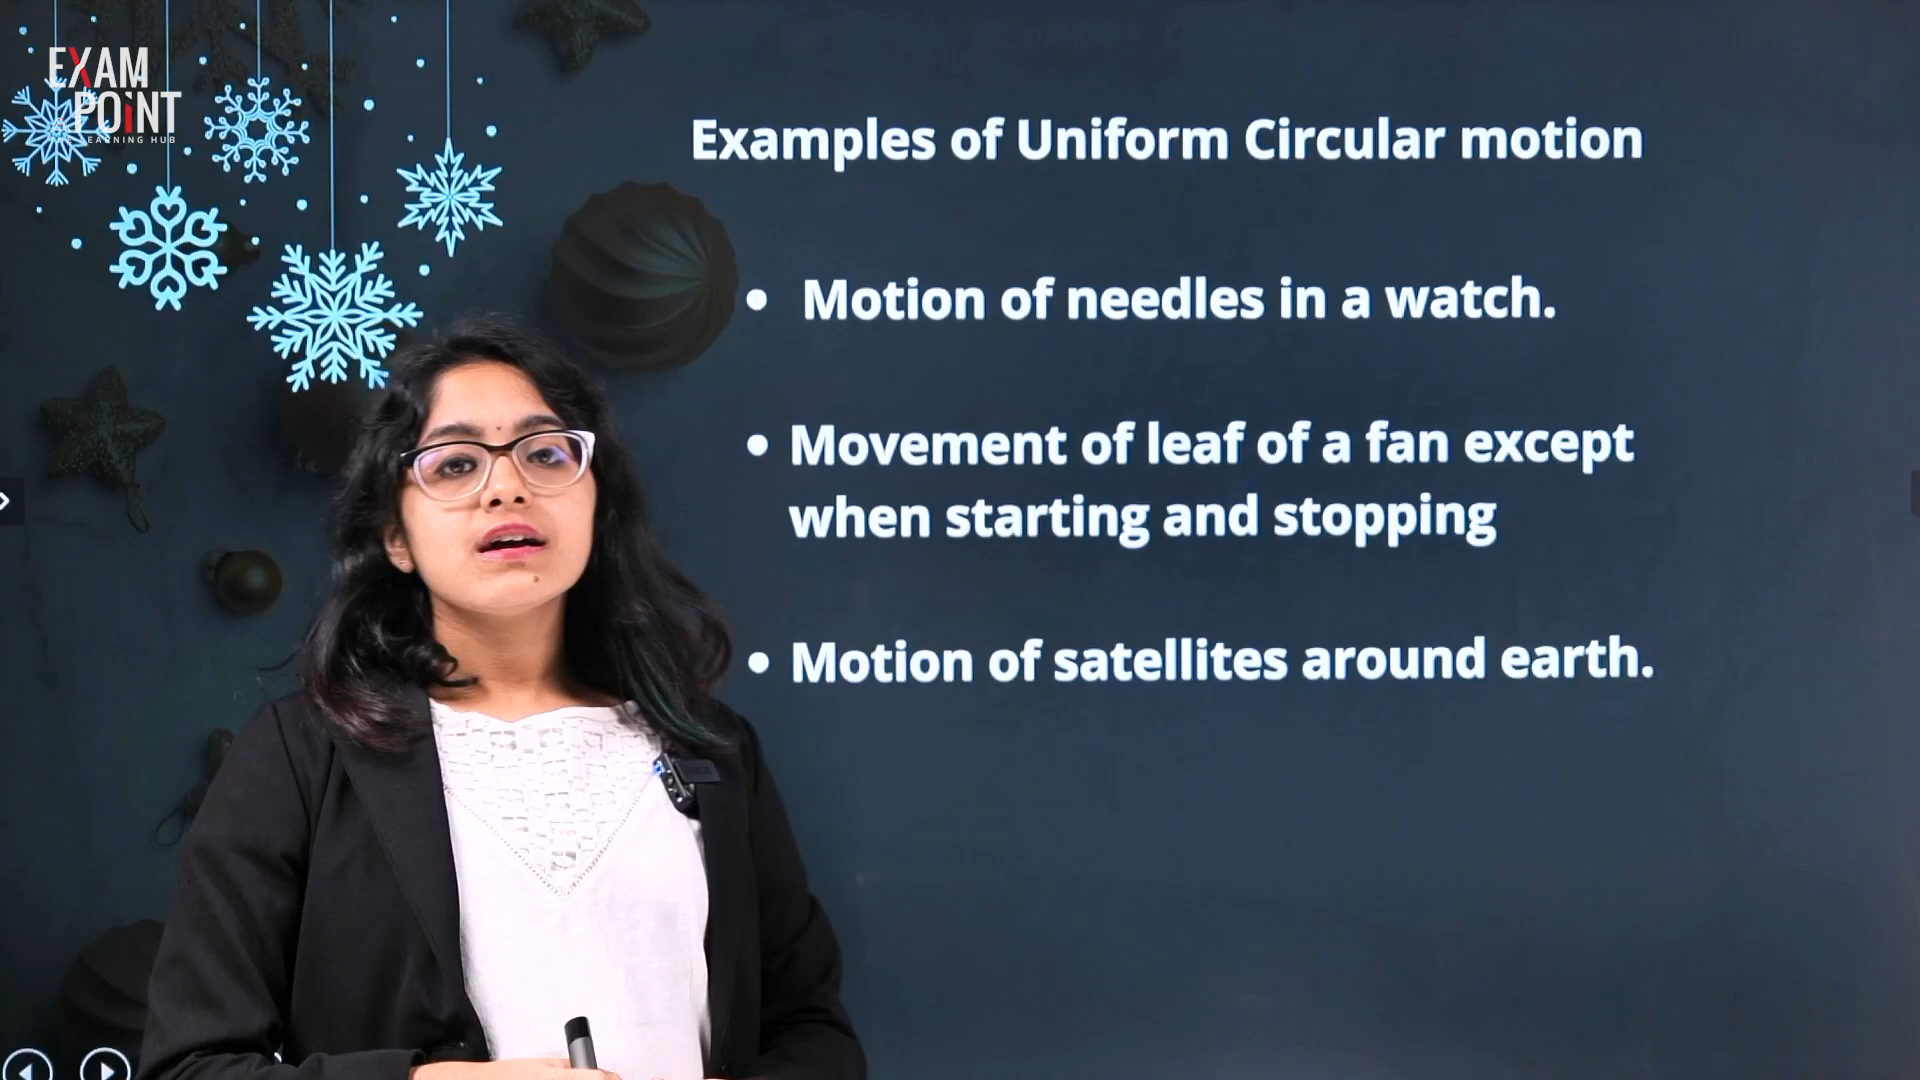 EXAM
POINT
LEARNING HUB
Examples of Uniform Circular motion
• Motion of needles in a watch.
• Movement of leaf of a fan except
when starting and stopping
• Motion of satellites around earth.